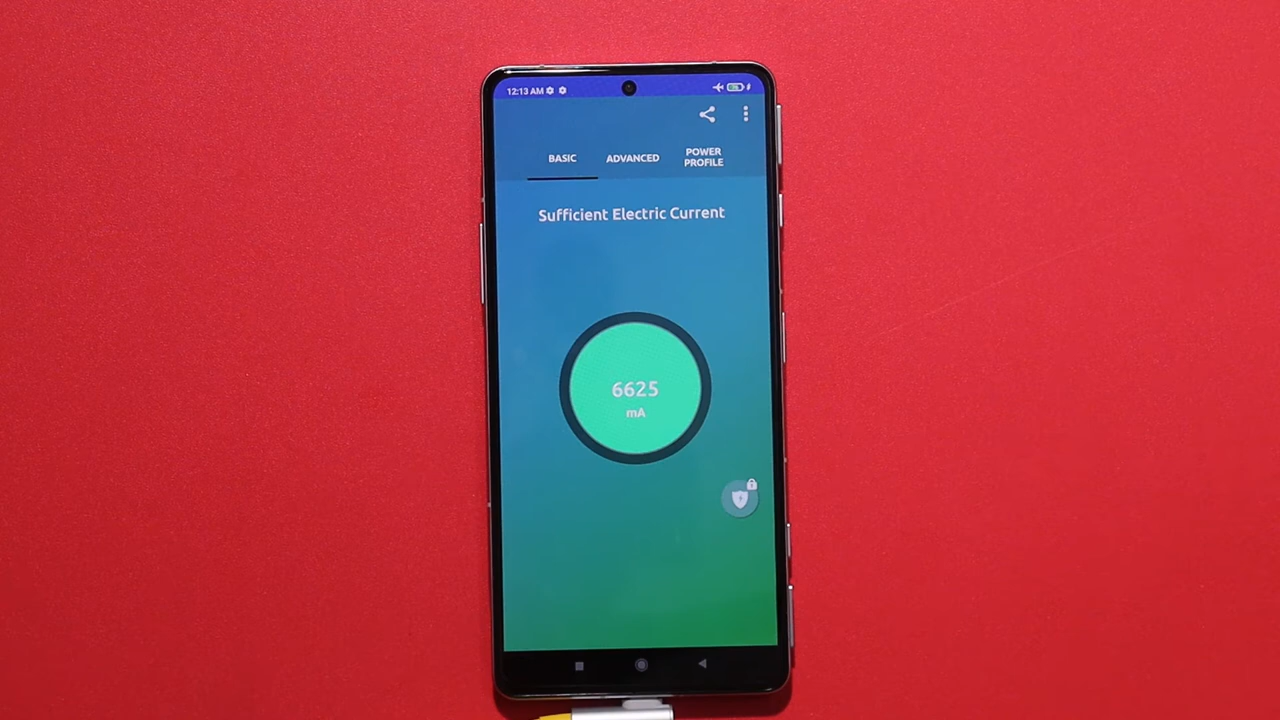 12:13 AM
BASIC
ADVANCED
POWER
PROFILE
Sufficient Electric Current
6625
mA